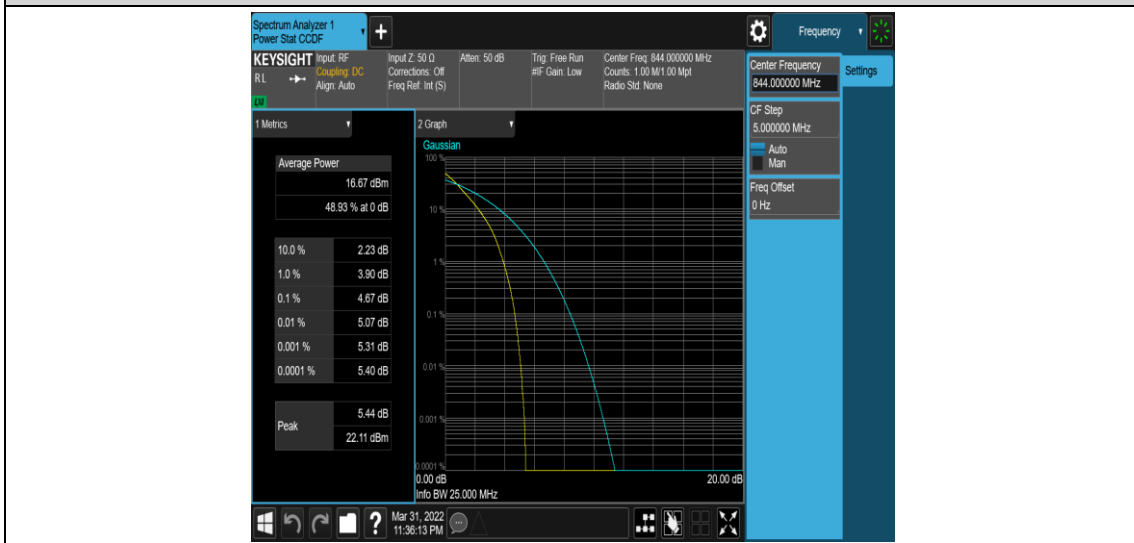 Spectrum Analyzer 1
Power Stat CCDF
Frequency
KEYSIGHT
RL
LXI
Input: RF
Coupling: DC
Align: Auto
Input Z: 50 Ω
Corrections: Off
Freq Ref: Int (S)
Atten: 50 dB
Trig: Free Run
#IF Gain: Low
Center Freq: 844.000000 MHz
Counts: 1.00 M/1.00 Mpt
Radio Std: None
Center Frequency
844.000000 MHz
Settings
CF Step
5.000000 MHz
Auto
Man
Freq Offset
0 Hz
1 Metrics
Average Power
16.67 dBm
48.93 % at 0 dB
10.0 % 2.23 dB
1.0 % 3.90 dB
0.1 % 4.67 dB
0.01 % 5.07 dB
0.001 % 5.31 dB
0.0001 % 5.40 dB
Peak
5.44 dB
22.11 dBm
2 Graph
Gaussian
100 %
10 %
1 %
0.1 %
0.01 %
0.001 %
0.0001 %
0.00 dB 20.00 dB
Info BW 25.000 MHz
?
Mar 31, 2022
11:36:13 PM